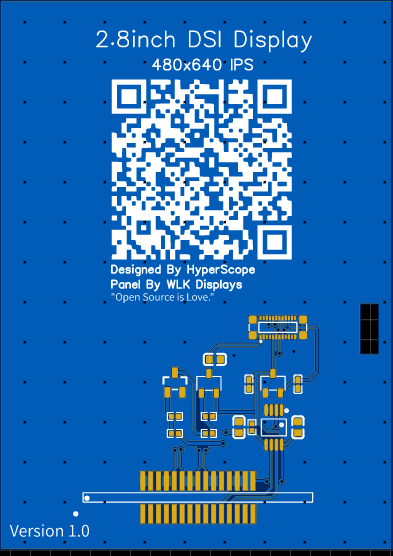 2.8inch DSI Display
480x640 IPS
Designed By HyperScope
Panel By WLK Displays
"Open Source is Love."
Version 1.0